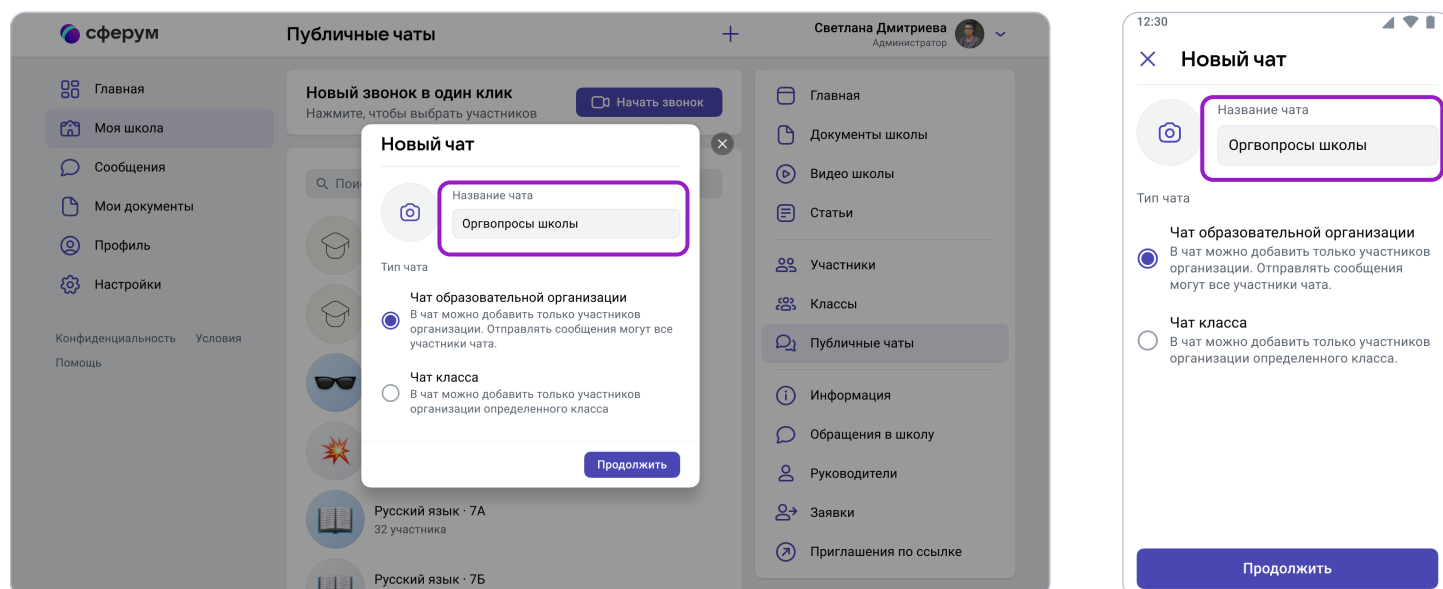 сферум
Публичные чаты
Светлана Дмитриева
Администратор
Главная
Моя школа
Сообщения
Мои документы
Профиль
Настройки
Конфиденциальность Условия
Помощь
Новый звонок в один клик
Нажмите, чтобы выбрать участников
Начать звонок
Новый чат
Название чата
Оргвопросы школы
Тип чата
Чат образовательной организации
В чат можно добавить только участников
организации. Отправлять сообщения могут все
участники чата.
Чат класса
В чат можно добавить только участников
организации определенного класса
Продолжить
Русский язык · 7А
32 участника
Русский язык · 7Б
Главная
Документы школы
Видео школы
Статьи
Участники
Классы
Публичные чаты
Информация
Обращения в школу
Руководители
Заявки
Приглашения по ссылке
12:30
Новый чат
Название чата
Оргвопросы школы
Тип чата
Чат образовательной организации
В чат можно добавить только участников
организации. Отправлять сообщения
могут все участники чата.
Чат класса
В чат можно добавить только участников
организации определенного класса.
Продолжить